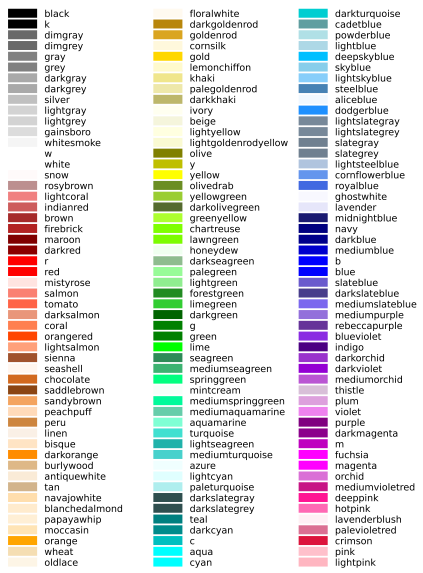 black
k
dimgray
dimgrey
gray
grey
darkgray
darkgrey
silver
lightgray
lightgrey
gainsboro
whitesmoke
w
white
snow
rosybrown
lightcoral
indianred
brown
firebrick
maroon
darkred
r
red
mistyrose
salmon
tomato
darksalmon
coral
orangered
lightsalmon
sienna
seashell
chocolate
saddlebrown
sandybrown
peachpuff
peru
linen
bisque
darkorange
burlywood
antiquewhite
tan
navajowhite
blanchedalmond
papayawhip
moccasin
orange
wheat
oldlace
floralwhite
darkgoldenrod
goldenrod
cornsilk
gold
lemonchiffon
khaki
palegoldenrod
darkkhaki
ivory
beige
lightyellow
lightgoldenrodyellow
olive
y
yellow
olivedrab
yellowgreen
darkolivegreen
greenyellow
chartreuse
lawngreen
honeydew
darkseagreen
palegreen
lightgreen
forestgreen
limegreen
darkgreen
g
green
lime
seagreen
mediumseagreen
springgreen
mintcream
mediumspringgreen
mediumaquamarine
aquamarine
turquoise
lightseagreen
mediumturquoise
azure
lightcyan
paleturquoise
darkslategray
darkslategrey
teal
darkcyan
c
aqua
cyan
darkturquoise
cadetblue
powderblue
lightblue
deepskyblue
skyblue
lightskyblue
steelblue
aliceblue
dodgerblue
lightslategray
lightslategrey
slategray
slategrey
lightsteelblue
cornflowerblue
royalblue
ghostwhite
lavender
midnightblue
navy
darkblue
mediumblue
b
blue
slateblue
darkslateblue
mediumslateblue
mediumpurple
rebeccapurple
blueviolet
indigo
darkorchid
darkviolet
mediumorchid
thistle
plum
violet
purple
darkmagenta
m
fuchsia
magenta
orchid
mediumvioletred
deeppink
hotpink
lavenderblush
palevioletred
crimson
pink
lightpink